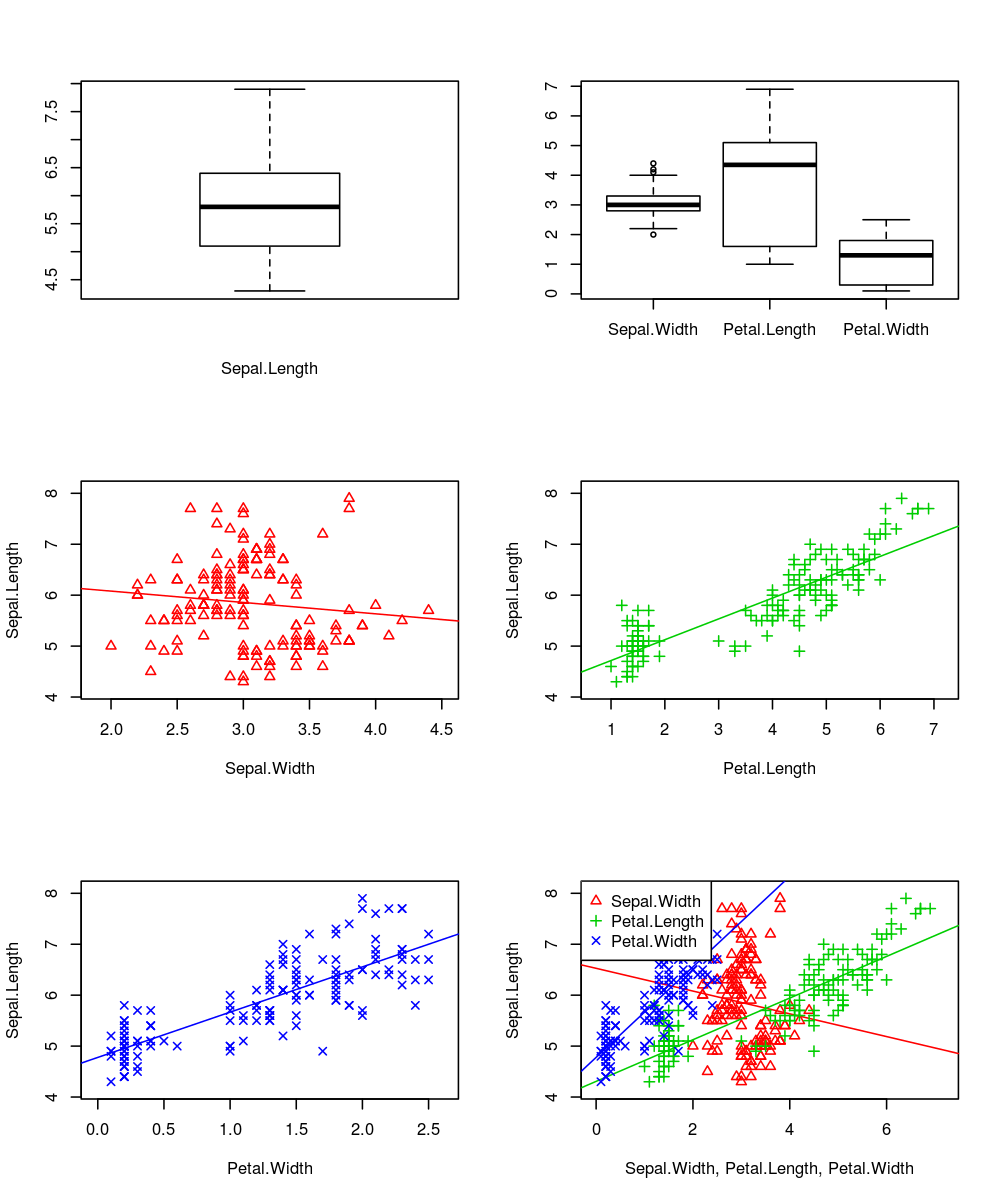 7.5
6.5
5.5
4.5
Sepal.Length
7
6
5
4
3
2
1
0
Sepal.Width Petal.Length Petal.Width
8
7
6
5
4
Sepal.Length
2.0 2.5 3.0 3.5 4.0 4.5
Sepal.Width
8
7
6
5
4
Sepal.Length
1 2 3 4 5 6 7
Petal.Length
8
7
6
5
4
Sepal.Length
0.0 0.5 1.0 1.5 2.0 2.5
Petal.Width
8
7
6
5
4
Sepal.Length
Sepal.Width
Petal.Length
Petal.Width
0 2 4 6
Sepal.Width, Petal.Length, Petal.Width